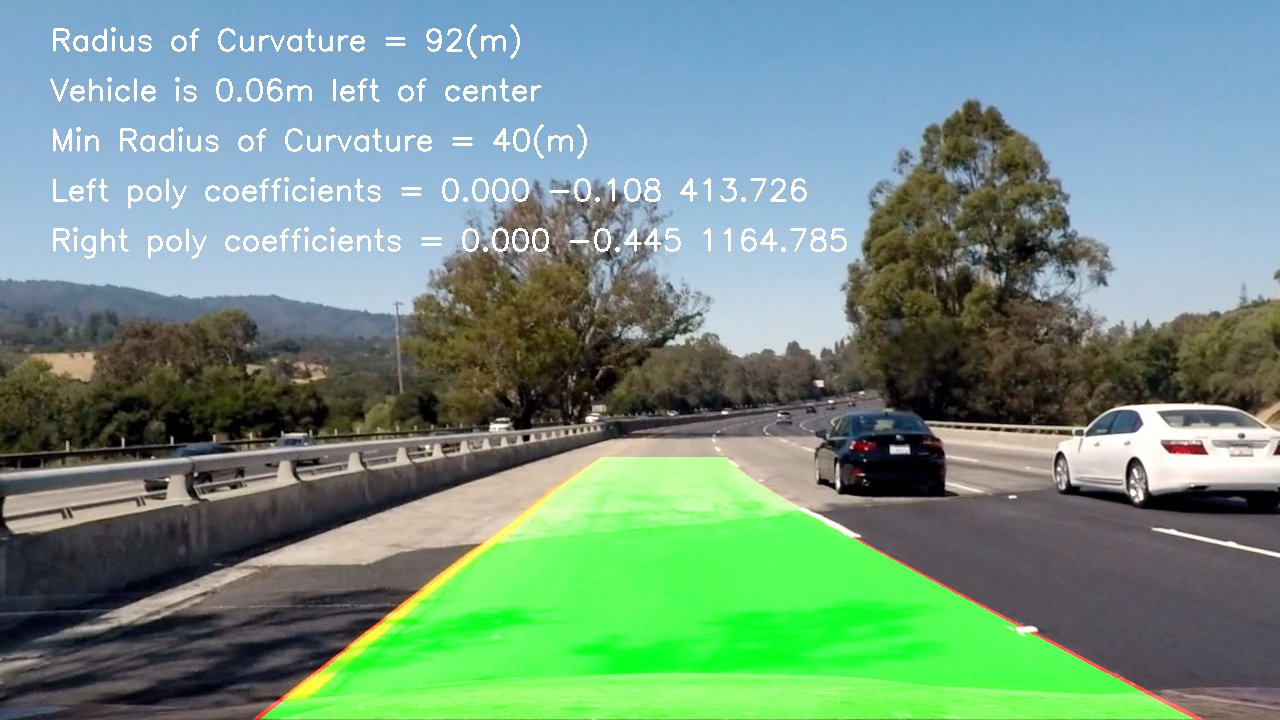 Radius of Curvature = 92(m)
Vehicle is 0.06m left of center
Min Radius of Curvature = 40(m)
Left poly coefficients = 0.000 -0.108 413.726
Right poly coefficients = 0.000 -0.445 1164.785